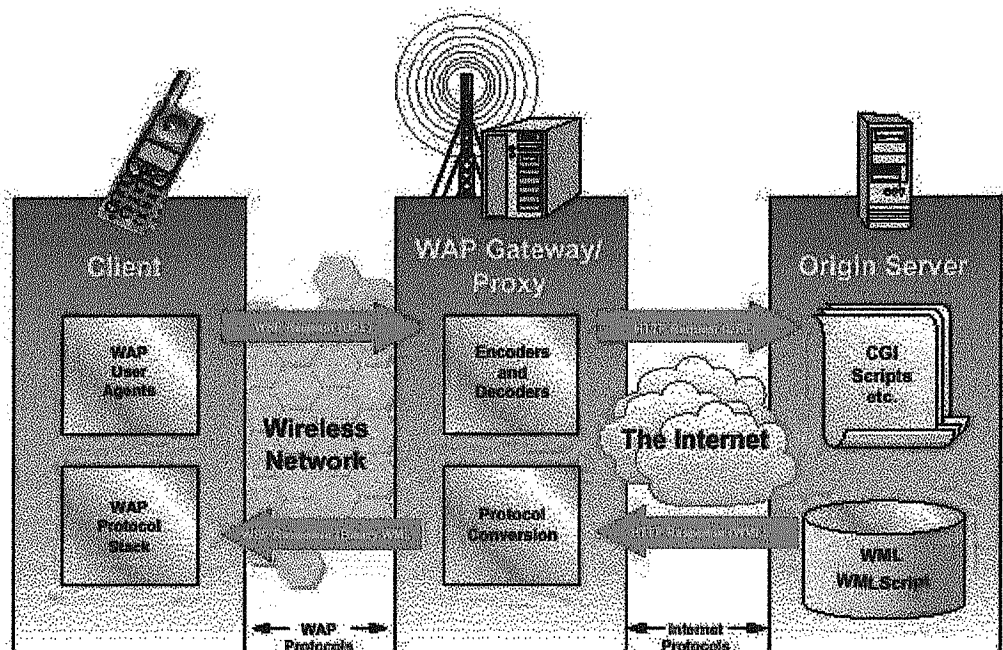 Client
WAP Gateway/
Proxy
Origin Server
WAP
User
Agents
Encoders
and
Decoders
CGI
Scripts
etc.
Wireless
Network
The Internet
WAP
Protocol
Stack
Protocol
Conversion
WML
WMLScript
WAP
Protocols
Internet
Protocols